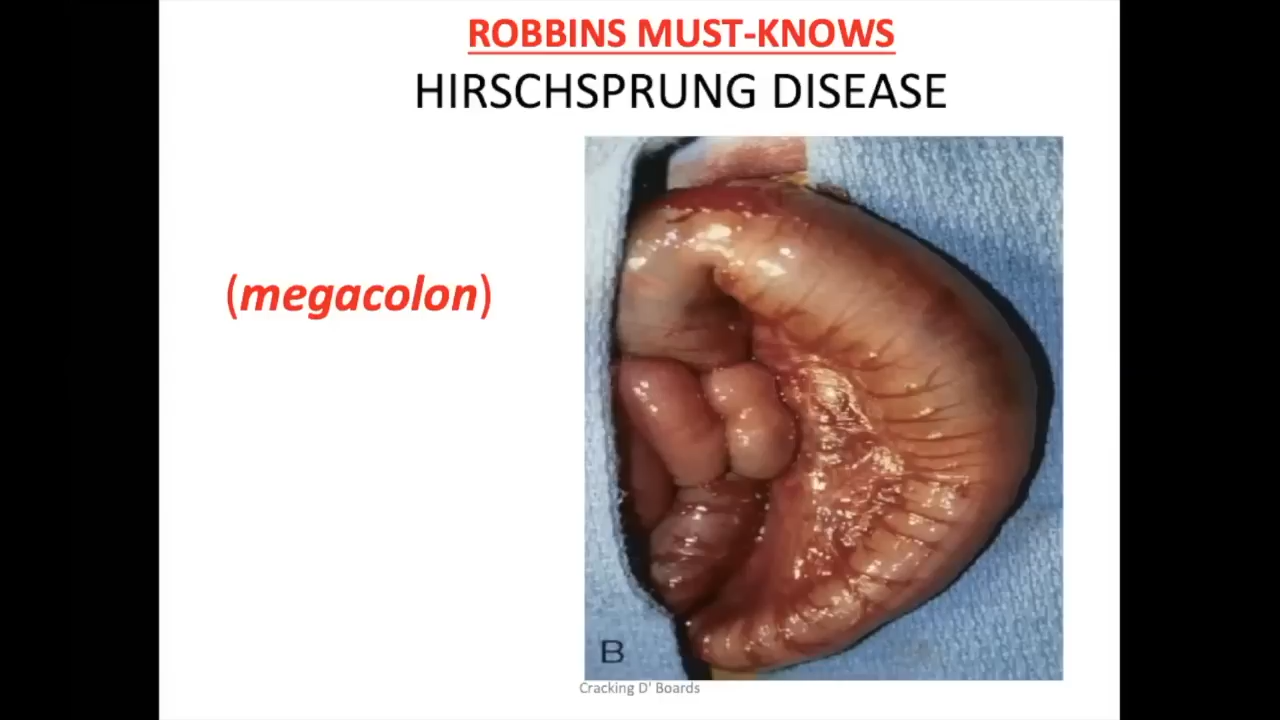 ROBBINS MUST-KNOWS
HIRSCHSPRUNG DISEASE
(megacolon)
B
Cracking D' Boards